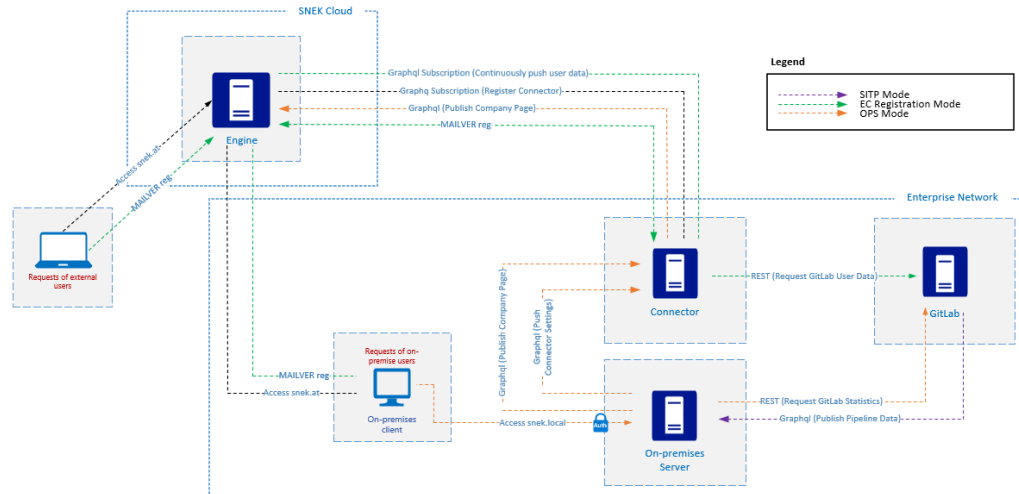 SNEK Cloud
Engine
Graphql Subscription (Continuously push user data)
Graphq Subscription (Register Connector)
Graphql (Publish Company Page)
MAILVER reg
Legend
SITP Mode
EC Registration Mode
OPS Mode
Access snek.at
MAILVER reg
Requests of external
users
Enterprise Network
Connector
REST (Request GitLab User Data)
GitLab
Graphql (Publish Company Page)
Graphql (Push
Connector Settings)
Requests of on-
premise users
On-premises
client
MAILVER reg
Access snek.at
Access snek.local
Auth
On-premises
Server
REST (Request GitLab Statistics)
Graphql (Publish Pipeline Data)